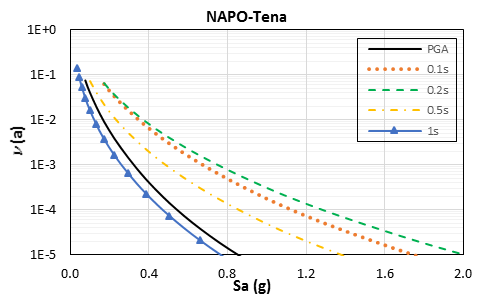 NAPO-Tena
1E+0
1E-1
1E-2
1E-3
1E-4
1E-5
ν (a)
0.0 0.4 0.8 1.2 1.6 2.0
Sa (g)
PGA
0.1s
0.2s
0.5s
1s